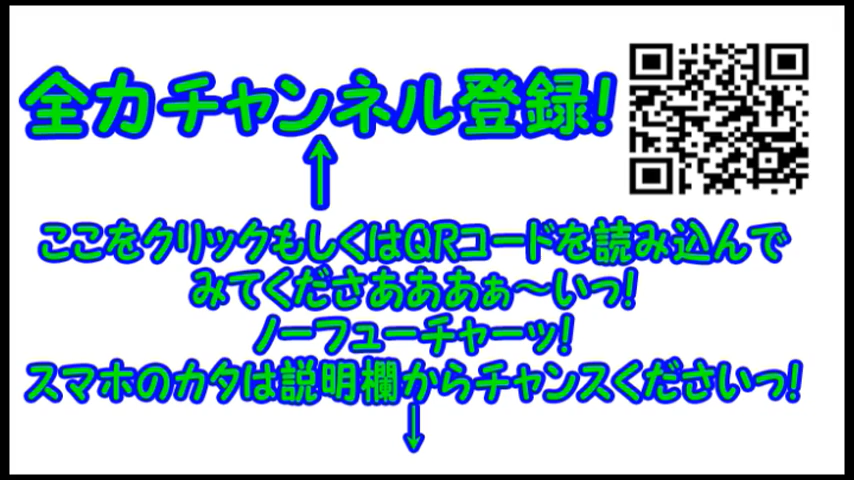 全力チャンネル登録!
↑
ここをクリックもしくはQRコードを読み込んで
みてくださあああぁ～いっ!
ノーフューチャーッ!
スマホのカタは説明欄からチャンスくださいっ!
↓